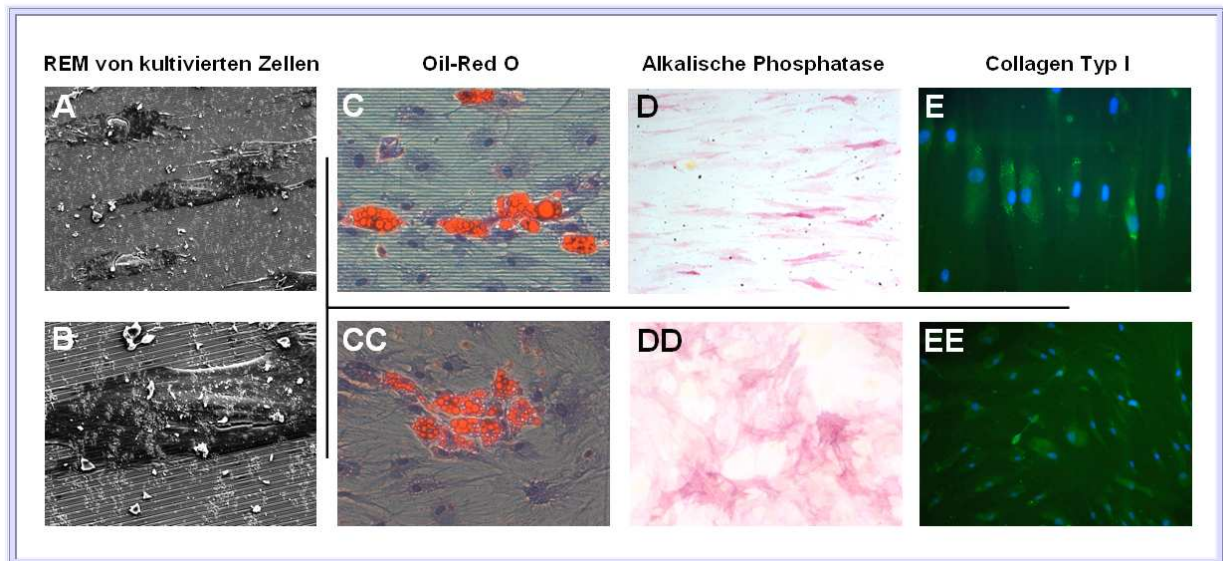 REM von kultivierten Zellen
Oil-Red O
Alkalische Phosphatase
Collagen Typ I
A
C
D
E
B
CC
DD
EE